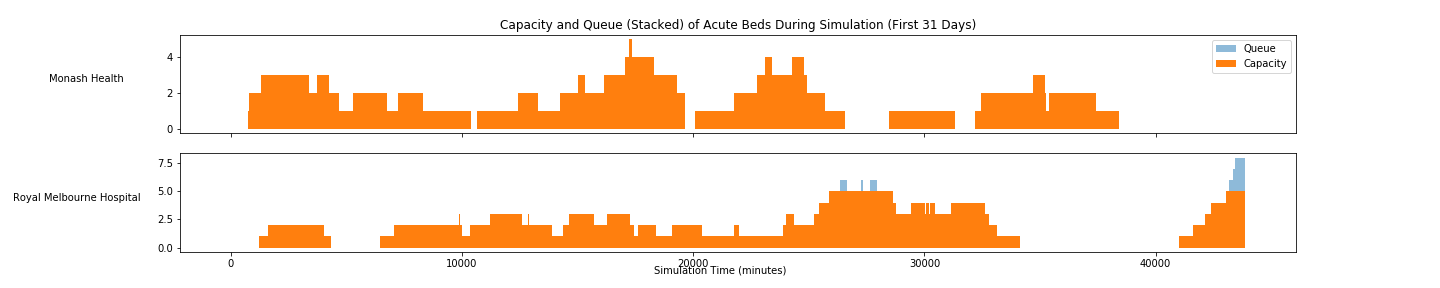 Capacity and Queue (Stacked) of Acute Beds During Simulation (First 31 Days)
Monash Health
4
2
0
Queue
Capacity
Royal Melbourne Hospital
7.5
5.0
2.5
0.0
0 10000 20000 30000 40000
Simulation Time (minutes)